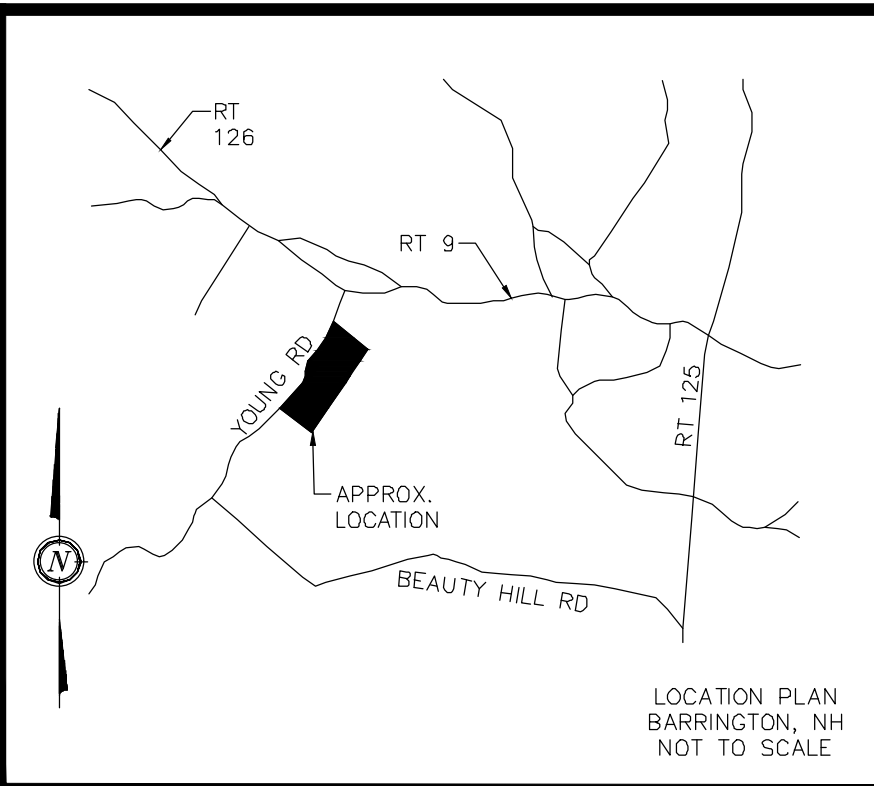 RT
126
RT 9
YOUNG RD
RT 125
APPROX.
LOCATION
N
BEAUTY HILL RD
LOCATION PLAN
BARRINGTON, NH
NOT TO SCALE